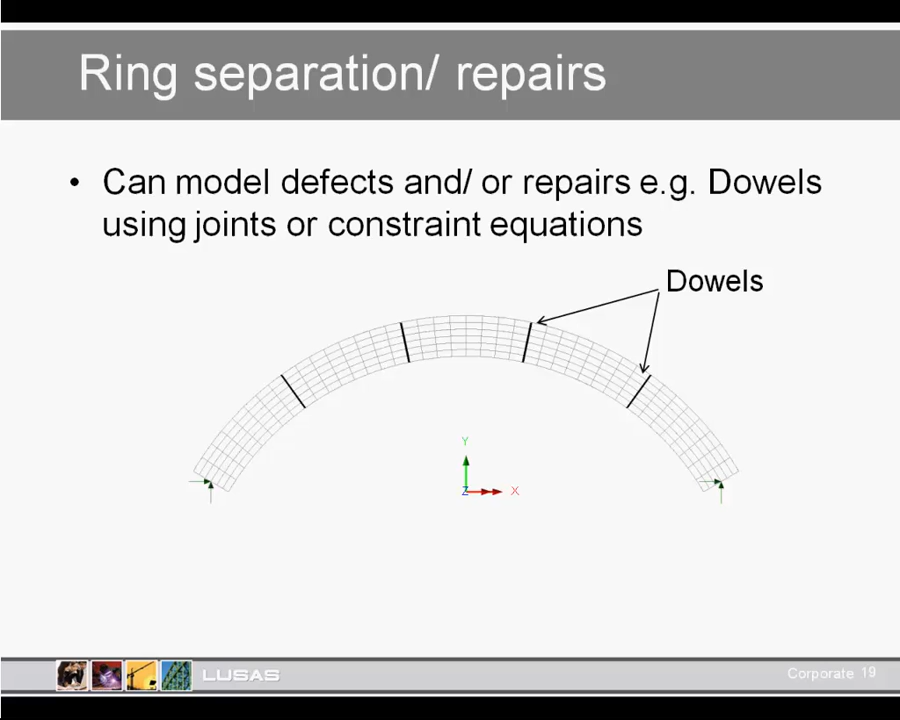 Ring separation/ repairs
• Can model defects and/ or repairs e.g. Dowels
using joints or constraint equations
Dowels
Y
Z
X
LUSAS
Corporate 19